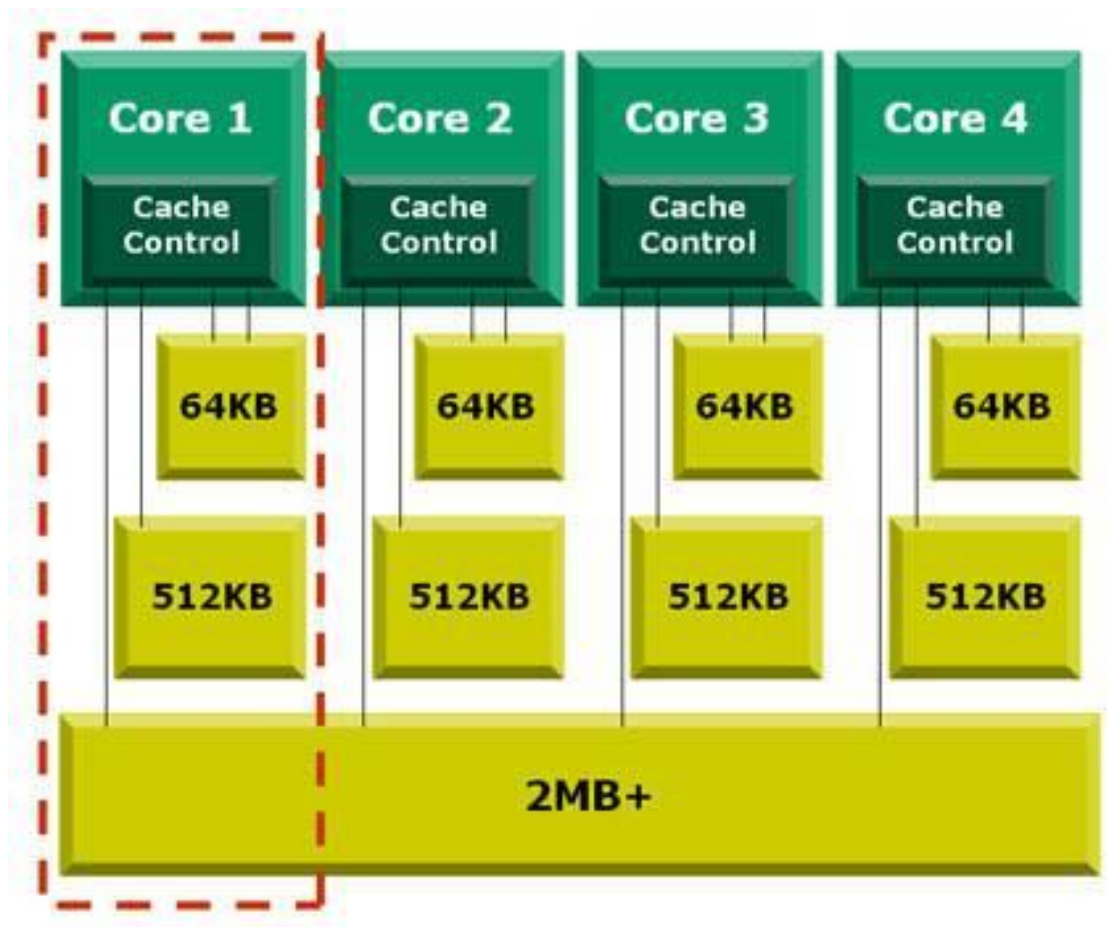 Core 1
Core 2
Core 3
Core 4
Cache
Control
Cache
Control
Cache
Control
Cache
Control
64KB
64KB
64KB
64KB
512KB
512KB
512KB
512KB
2MB+